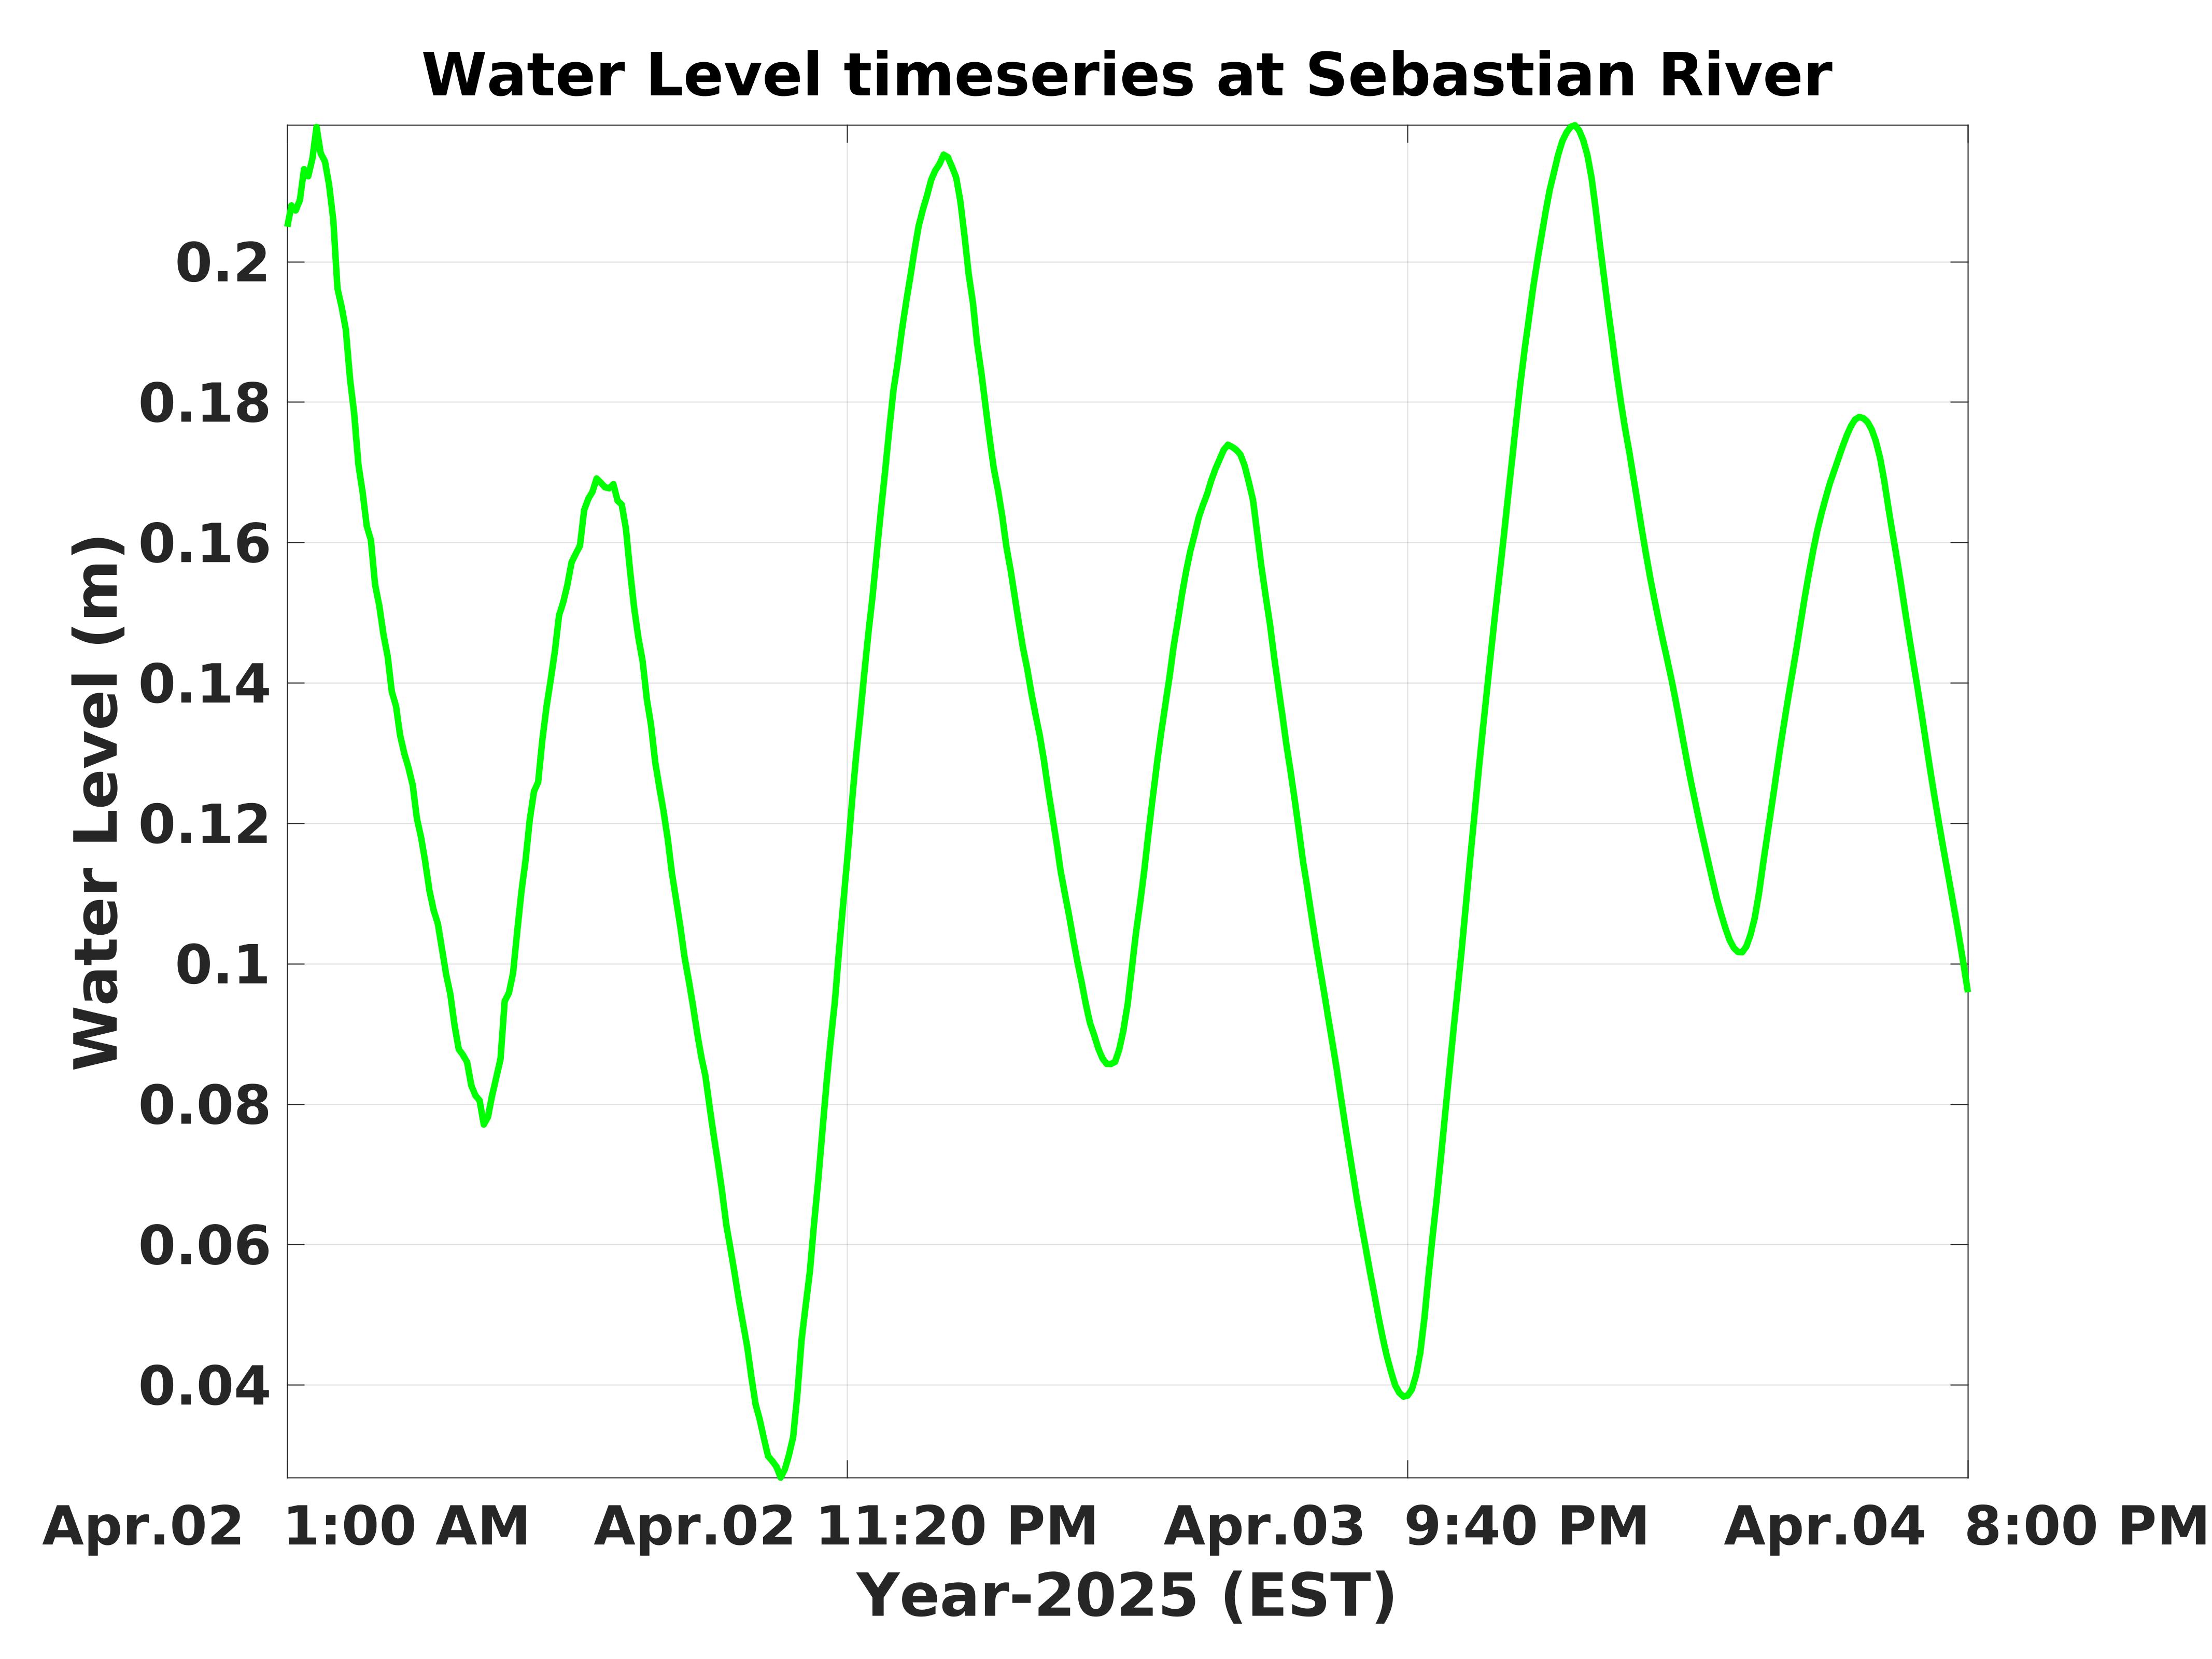 Water Level timeseries at Sebastian River
Water Level (m)
0.2
0.18
0.16
0.14
0.12
0.1
0.08
0.06
0.04
Apr.02 1:00 AM Apr.02 11:20 PM Apr.03 9:40 PM Apr.04 8:00 PM
Year-2025 (EST)